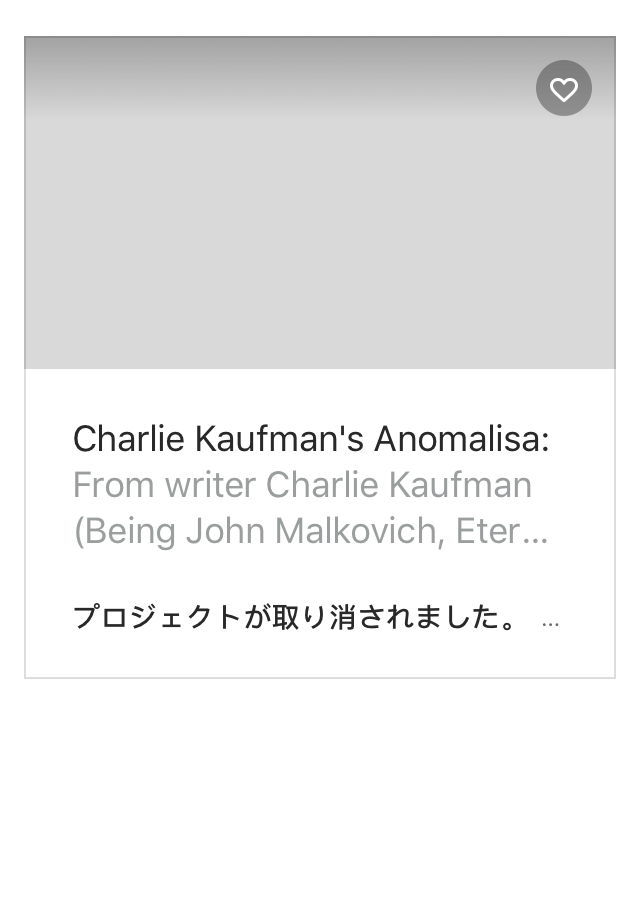 Charlie Kaufman's Anomalisa:
From writer Charlie Kaufman
(Being John Malkovich, Eter...
プロジェクトが取り消されました。 ...